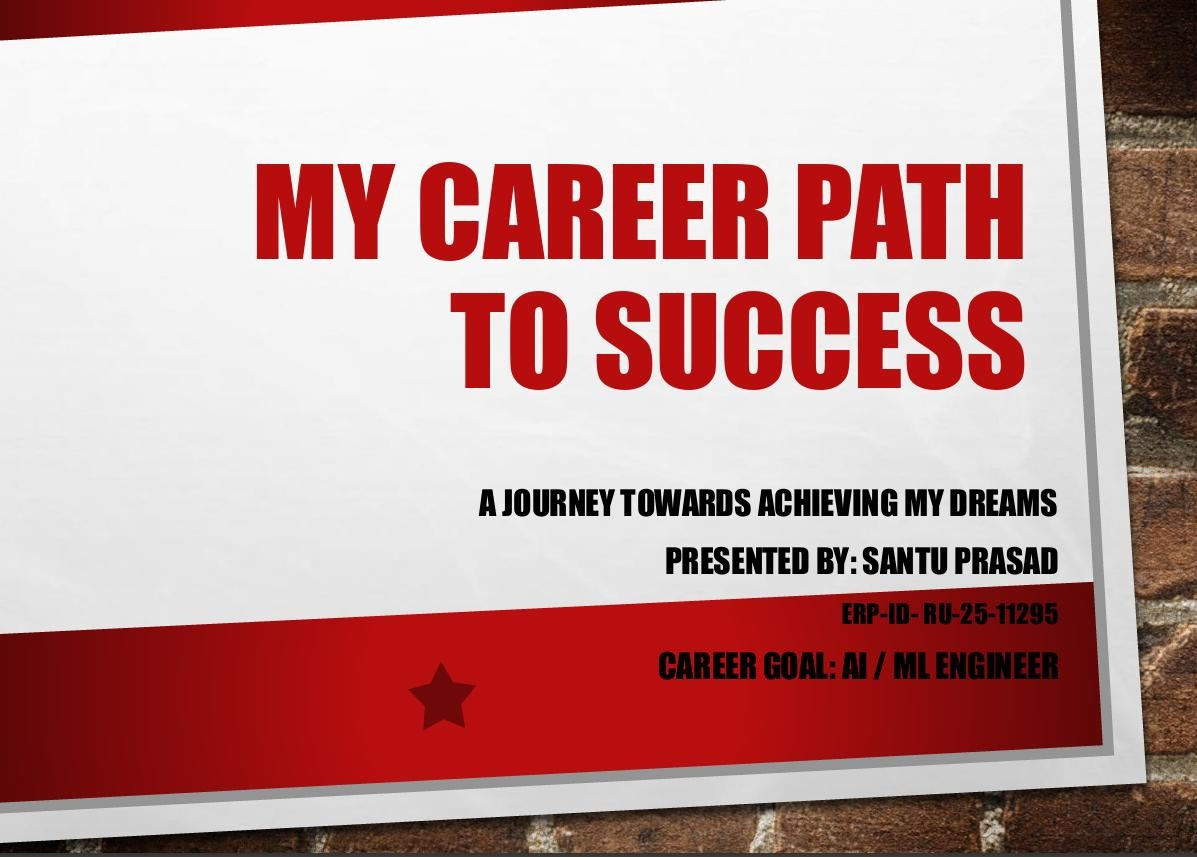 MY CAREER PATH
TO SUCCESS
A JOURNEY TOWARDS ACHIEVING MY DREAMS
PRESENTED BY: SANTU PRASAD
ERP-ID- RU-25-11295
CAREER GOAL: AI / ML ENGINEER